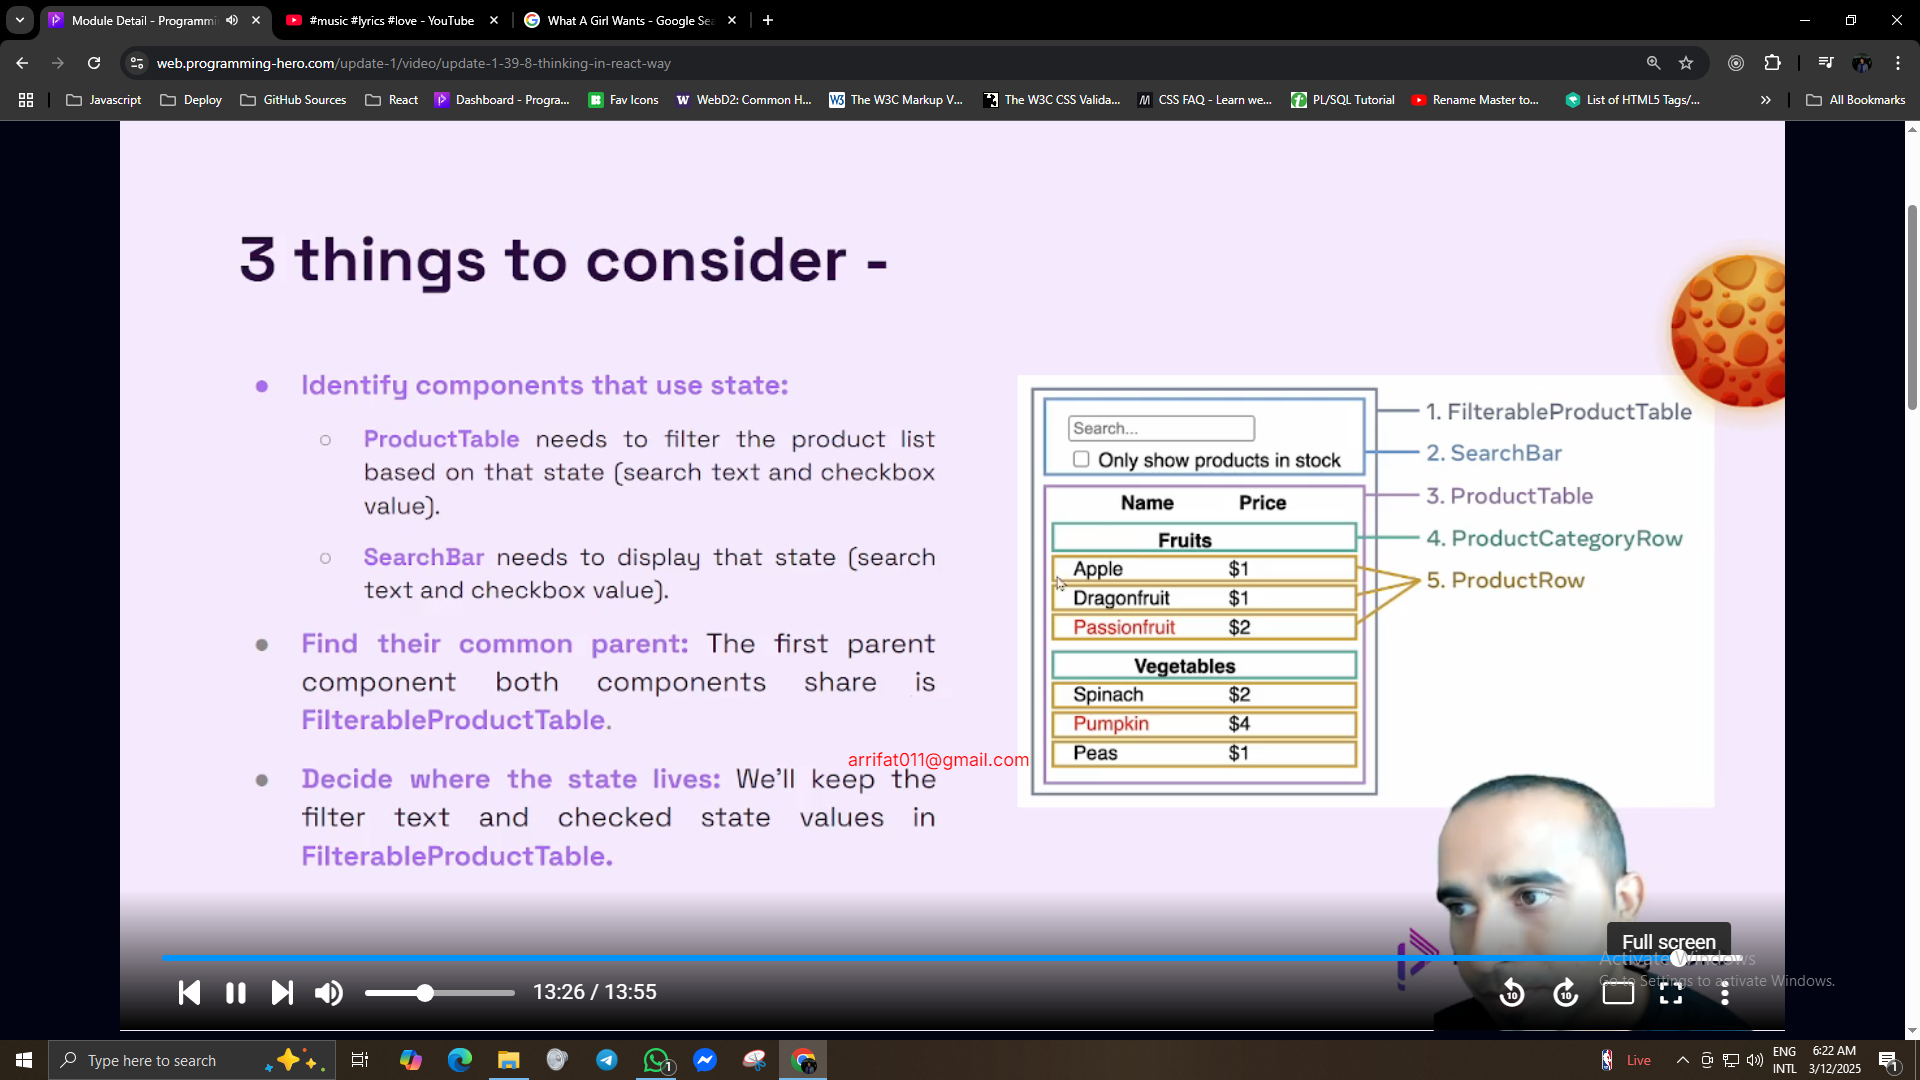 Module Detail - Programmi
#music #lyrics #love - YouTube
What A Girl Wants - Google Se
web.programming-hero.com/update-1/video/update-1-39-8-thinking-in-react-way
Javascript
Deploy
GitHub Sources
React
Dashboard - Progra...
Fav Icons
WebD2: Common H...
The W3C Markup V...
The W3C CSS Valida...
CSS FAQ - Learn we...
PL/SQL Tutorial
Rename Master to...
List of HTML5 Tags/...
All Bookmarks
3 things to consider -
Identify components that use state:
ProductTable needs to filter the product list
based on that state (search text and checkbox
value).
SearchBar needs to display that state (search
text and checkbox value).
Find their common parent: The first parent
component both components share is
FilterableProductTable.
Decide where the state lives: We'll keep the
filter text and checked state values in
FilterableProductTable.
arrifat011@gmail.com
Search...
Only show products in stock
Name Price
Fruits
Apple $1
Dragonfruit $1
Passionfruit $2
Vegetables
Spinach $2
Pumpkin $4
Peas $1
1. FilterableProductTable
2. SearchBar
3. ProductTable
4. ProductCategoryRow
5. ProductRow
Full screen
Activate Windows
Go to Settings to activate Windows.
13:26 / 13:55
10
10
Type here to search
1
Live
ENG
INTL
6:22 AM
3/12/2025
1